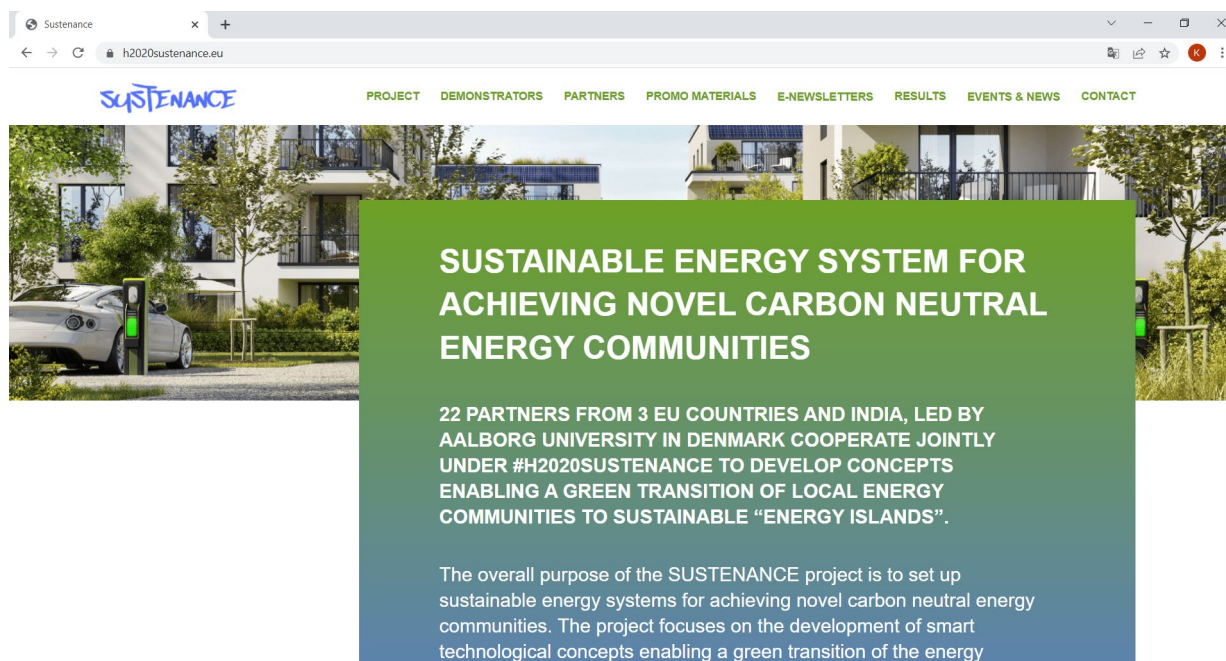 Sustenance
h2020sustenance.eu
K
SUSTENANCE
PROJECT DEMONSTRATORS PARTNERS PROMO MATERIALS E-NEWSLETTERS RESULTS EVENTS & NEWS CONTACT
SUSTAINABLE ENERGY SYSTEM FOR
ACHIEVING NOVEL CARBON NEUTRAL
ENERGY COMMUNITIES
22 PARTNERS FROM 3 EU COUNTRIES AND INDIA, LED BY
AALBORG UNIVERSITY IN DENMARK COOPERATE JOINTLY
UNDER #H2020SUSTENANCE TO DEVELOP CONCEPTS
ENABLING A GREEN TRANSITION OF LOCAL ENERGY
COMMUNITIES TO SUSTAINABLE “ENERGY ISLANDS”.
The overall purpose of the SUSTENANCE project is to set up
sustainable energy systems for achieving novel carbon neutral energy
communities. The project focuses on the development of smart
technological concepts enabling a green transition of the energy